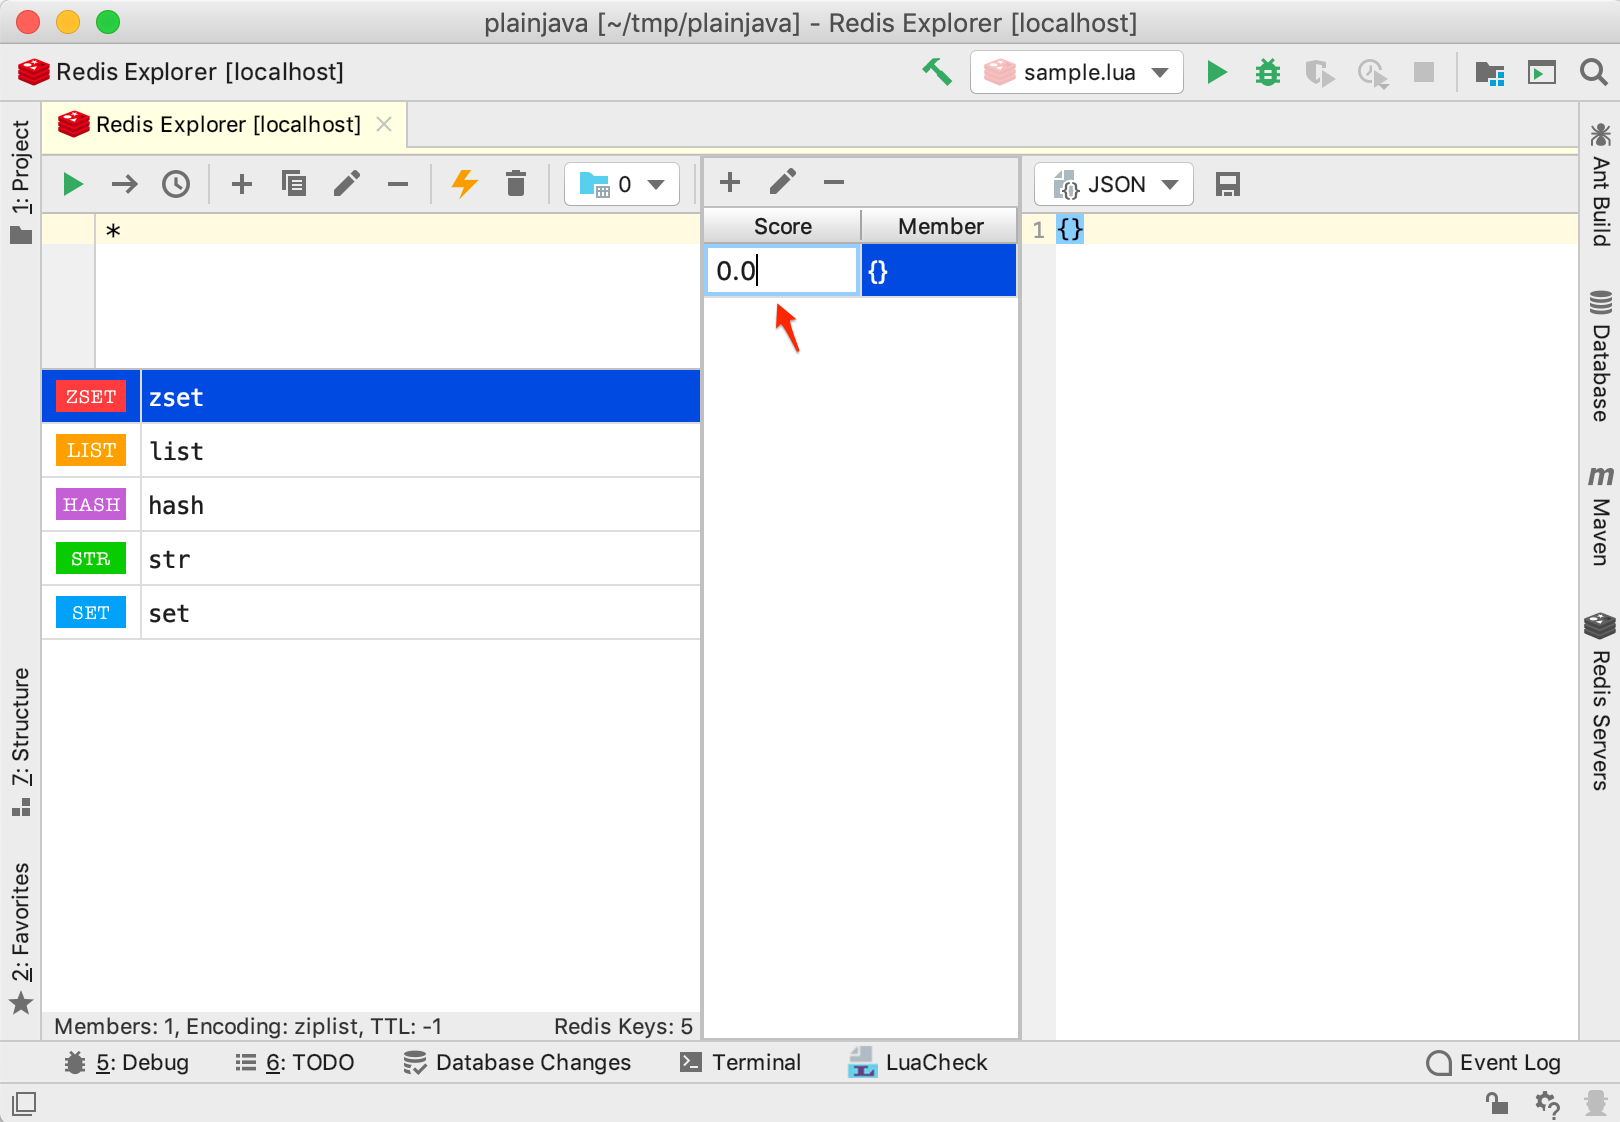 plainjava [~/tmp/plainjava] - Redis Explorer [localhost]
Redis Explorer [localhost]
sample.lua
Redis Explorer [localhost]
1: Project
7: Structure
2: Favorites
0
*
ZSET zset
LIST list
HASH hash
STR str
SET set
Members: 1, Encoding: ziplist, TTL: -1 Redis Keys: 5
Score Member
0.0 {}
JSON
1 {}
Ant Build
Database
m Maven
Redis Servers
5: Debug 6: TODO Database Changes Terminal LuaCheck Event Log